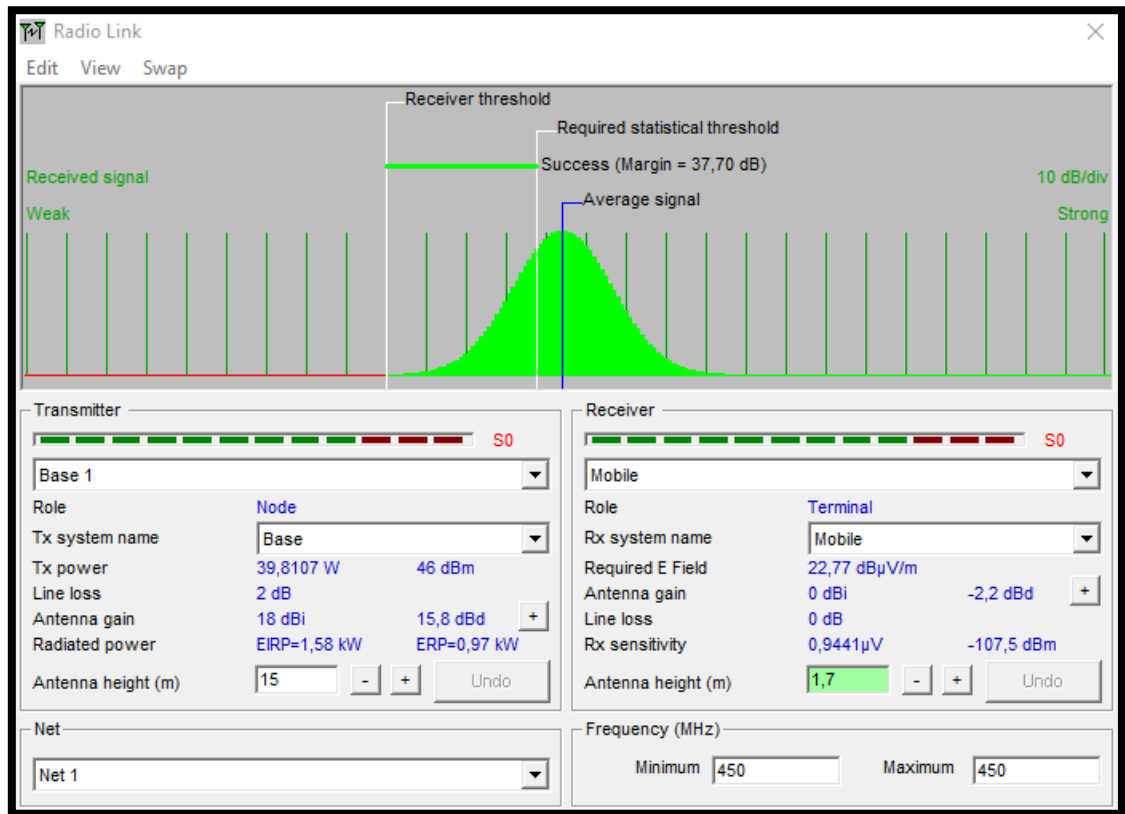 Radio Link
Edit View Swap
Receiver threshold
Required statistical threshold
Success (Margin = 37,70 dB)
Received signal 10 dB/div
Average signal
Weak Strong
Transmitter
S0
Base 1
Role Node
Tx system name Base
Tx power 39,8107 W 46 dBm
Line loss 2 dB
Antenna gain 18 dBi 15,8 dBd +
Radiated power EIRP=1,58 kW ERP=0,97 kW
Antenna height (m) 15 - + Undo
Net
Net 1
Receiver
S0
Mobile
Role Terminal
Rx system name Mobile
Required E Field 22,77 dBµV/m
Antenna gain 0 dBi -2,2 dBd +
Line loss 0 dB
Rx sensitivity 0,9441µV -107,5 dBm
Antenna height (m) 1,7 - + Undo
Frequency (MHz)
Minimum 450 Maximum 450